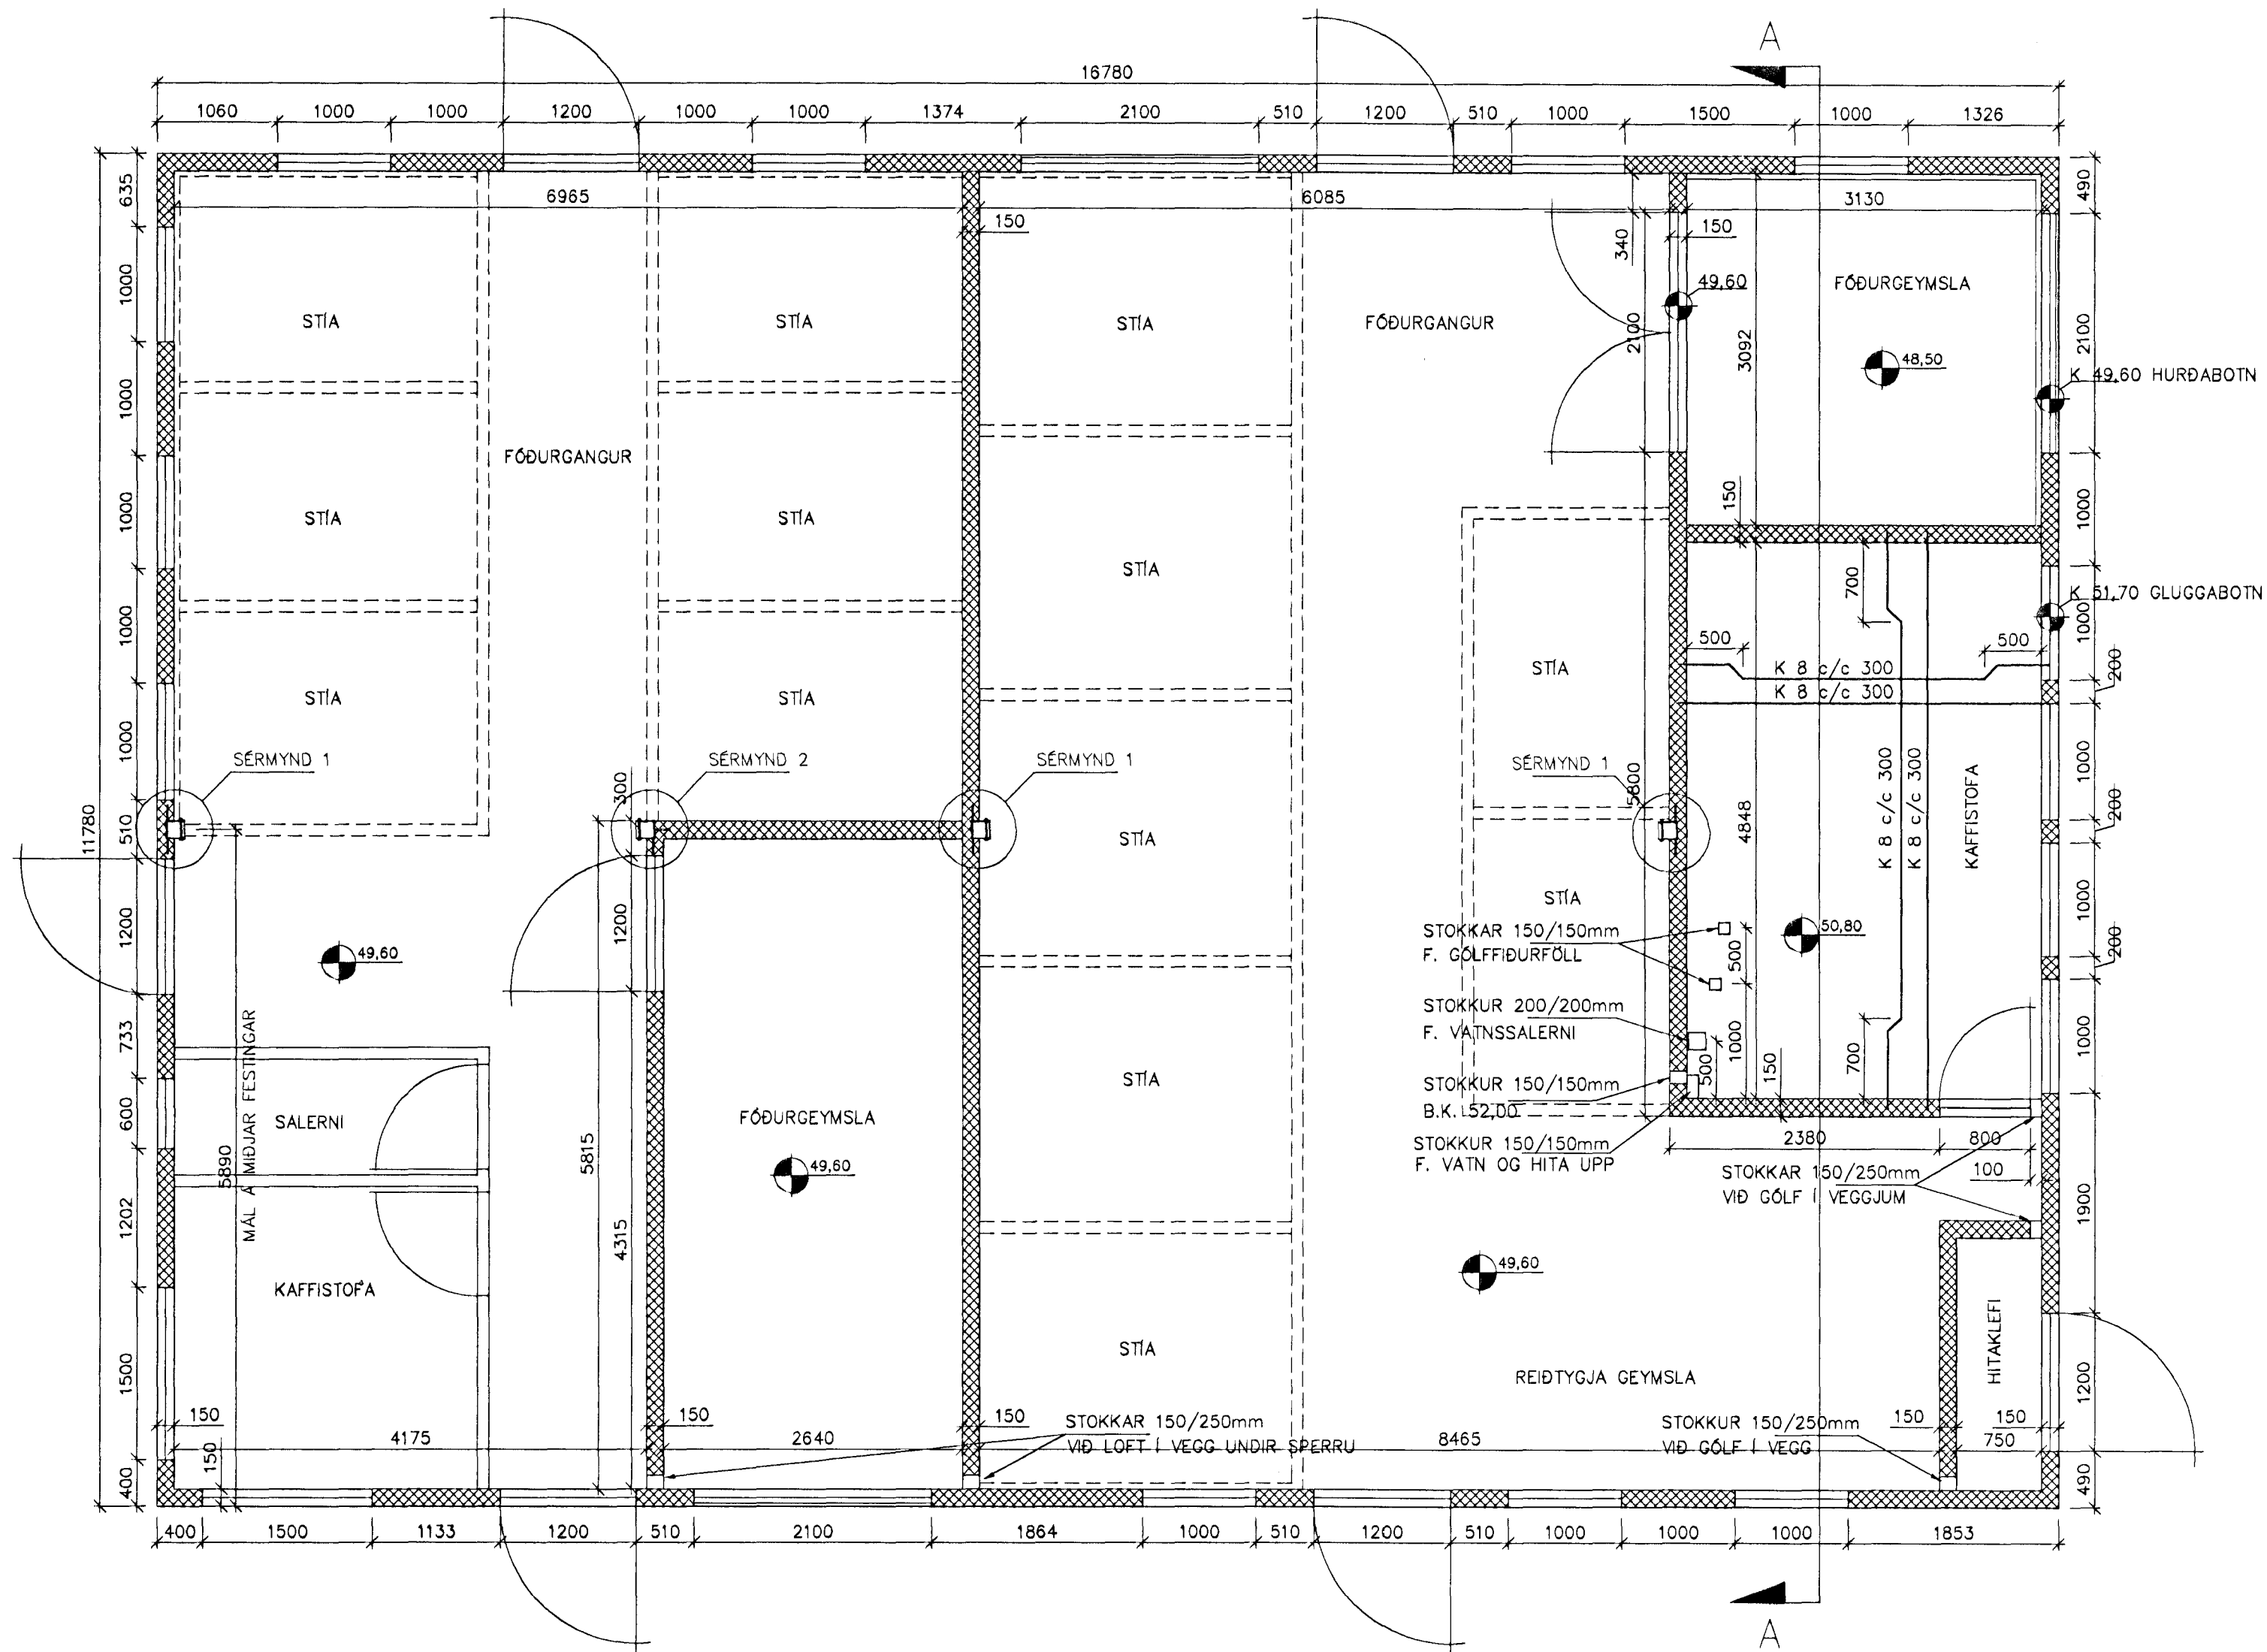 A
16780
1060 1000 1000 1200 1000 1000 1374 2100 510 1200 510 1000 1500 1000 1326
6965 6085 3130
150 150
340
635
490
1000
2100
49,60
FÓÐURGEYMSLA
STÍA STÍA STÍA FÓÐURGANGUR
2100
3092
48,50
K 49,60 HURÐABOTN
1000
FÓÐURGANGUR
1000
STÍA STÍA
STÍA
150
1000
700
K 51,70 GLUGGABOTN
1000
1000
500 500
STÍA
K 8 c/c 300
K 8 c/c 300
200
STÍA STÍA
1000
SÉRMYND 1 SÉRMYND 2 SÉRMYND 1 SÉRMYND 1
300
5800
K 8 c/c 300
K 8 c/c 300
KAFFISTOFA
1000
11780
510
4848
200
STÍA
STÍA
1000
1200
1200
STOKKAR 150/150mm
F. GÓLFFIÐURFÖLL
50,80
49,60
500
200
STOKKUR 200/200mm
F. VATNSSALERNI
733
MÁL Á MIÐJAR FESTINGAR
5890
1000
500
1000
150
700
STÍA
STOKKUR 150/150mm
B.K. 52,00
600
SALERNI
FÓÐURGEYMSLA
5815
STOKKUR 150/150mm
F. VATN OG HITA UPP
2380 800
49,60
STOKKAR 150/250mm
VIÐ GÓLF Í VEGGJUM
100
1202
4315
1900
KAFFISTOFA
49,60
STÍA
REIÐTYGJA GEYMSLA
HITAKLEFI
1500
1200
150 150 150
STOKKAR 150/250mm
VIÐ LOFT Í VEGG UNDIR SPERRU
STOKKUR 150/250mm
VIÐ GÓLF Í VEGG
150 150
4175 2640 8465 750
150
400
490
400 1500 1133 1200 510 2100 1864 1000 510 1200 510 1000 1000 1000 1853
A